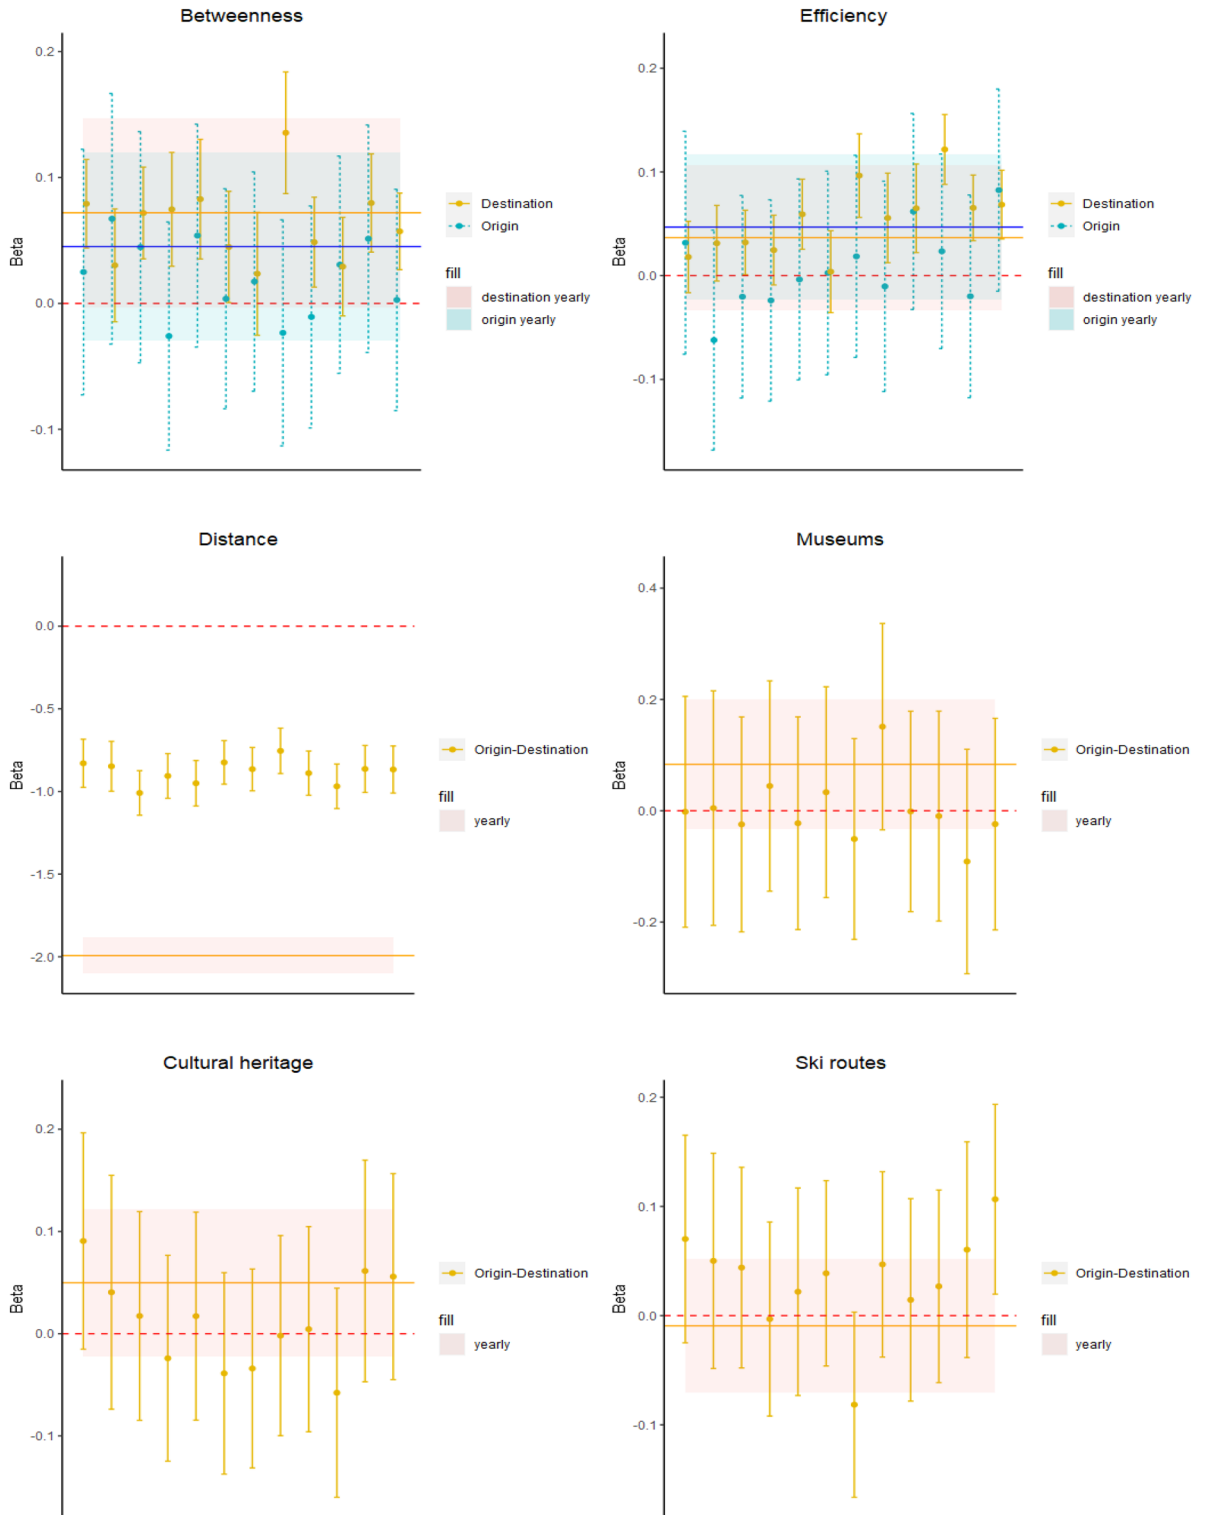 Betweenness
0.2
0.1
0.0
-0.1
Beta
Destination
Origin
fill
destination yearly
origin yearly
Efficiency
0.2
0.1
0.0
-0.1
Beta
Destination
Origin
fill
destination yearly
origin yearly
Distance
0.0
-0.5
-1.0
-1.5
-2.0
Beta
Origin-Destination
fill
yearly
Museums
0.4
0.2
0.0
-0.2
Beta
Origin-Destination
fill
yearly
Cultural heritage
0.2
0.1
0.0
-0.1
Beta
Origin-Destination
fill
yearly
Ski routes
0.2
0.1
0.0
-0.1
Beta
Origin-Destination
fill
yearly